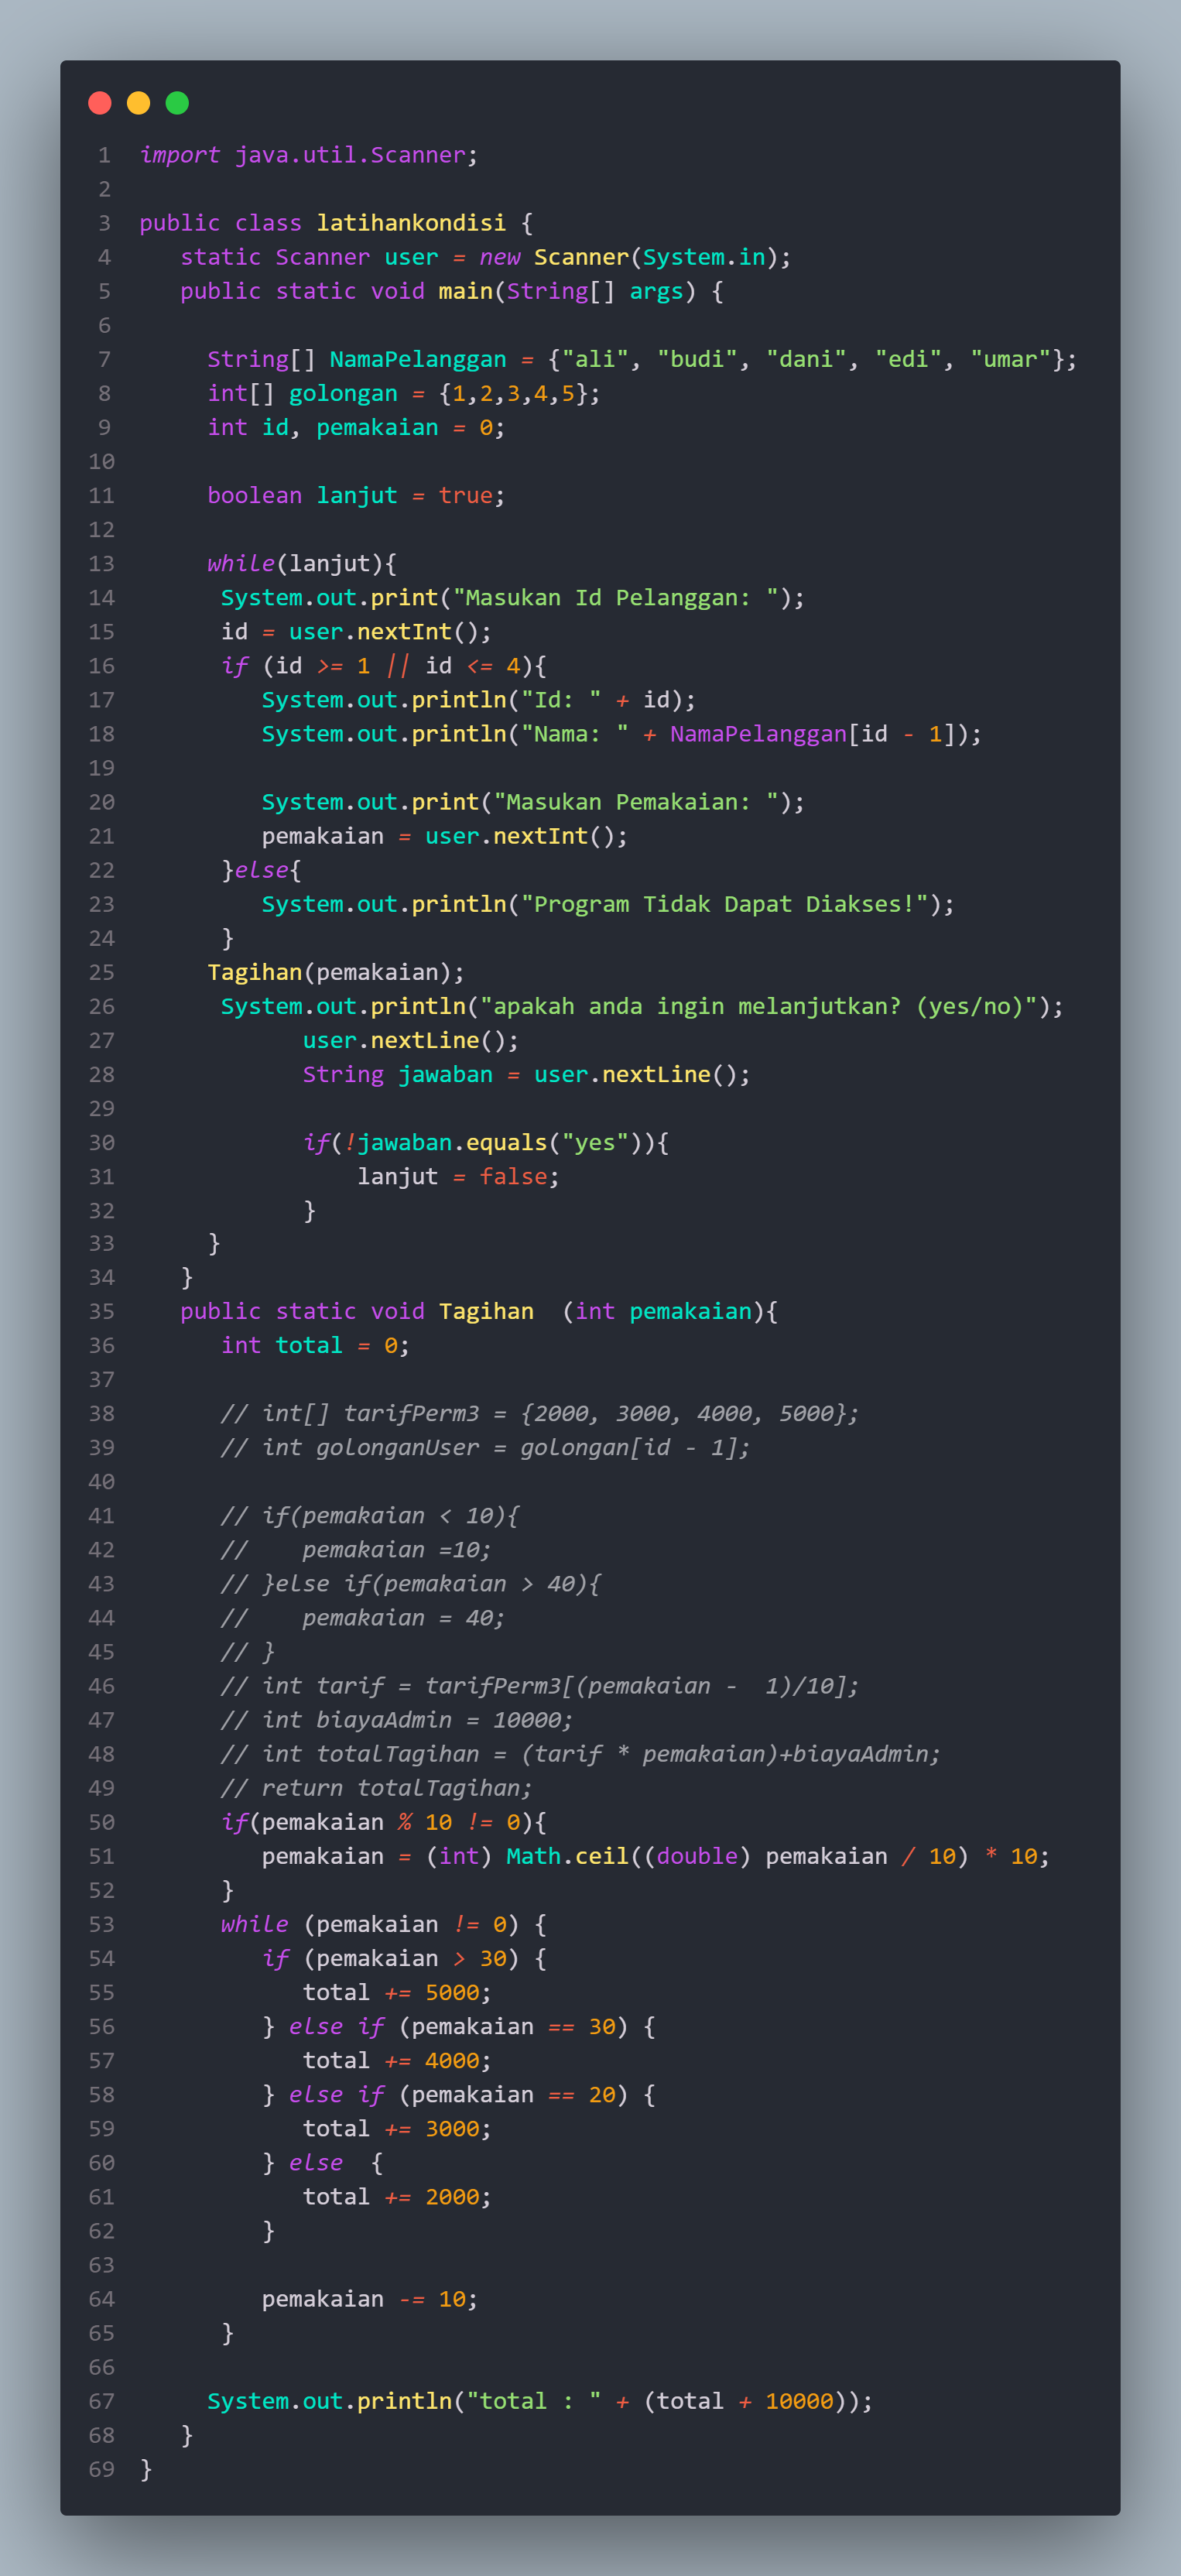 1 import java.util.Scanner;
2
3 public class latihankondisi {
4    static Scanner user = new Scanner(System.in);
5    public static void main(String[] args) {
6
7      String[] NamaPelanggan = {"ali", "budi", "dani", "edi", "umar"};
8      int[] golongan = {1,2,3,4,5};
9      int id, pemakaian = 0;
10
11      boolean lanjut = true;
12
13      while(lanjut){
14       System.out.print("Masukan Id Pelanggan: ");
15       id = user.nextInt();
16       if (id >= 1 || id <= 4){
17          System.out.println("Id: " + id);
18          System.out.println("Nama: " + NamaPelanggan[id - 1]);
19
20          System.out.print("Masukan Pemakaian: ");
21          pemakaian = user.nextInt();
22       }else{
23          System.out.println("Program Tidak Dapat Diakses!");
24       }
25      Tagihan(pemakaian);
26       System.out.println("apakah anda ingin melanjutkan? (yes/no)");
27             user.nextLine();
28             String jawaban = user.nextLine();
29
30             if(!jawaban.equals("yes")){
31                 lanjut = false;
32             }
33      }
34    }
35    public static void Tagihan  (int pemakaian){
36       int total = 0;
37
38       // int[] tarifPerm3 = {2000, 3000, 4000, 5000};
39       // int golonganUser = golongan[id - 1];
40
41       // if(pemakaian < 10){
42       //    pemakaian =10;
43       // }else if(pemakaian > 40){
44       //    pemakaian = 40;
45       // }
46       // int tarif = tarifPerm3[(pemakaian -  1)/10];
47       // int biayaAdmin = 10000;
48       // int totalTagihan = (tarif * pemakaian)+biayaAdmin;
49       // return totalTagihan;
50       if(pemakaian % 10 != 0){
51          pemakaian = (int) Math.ceil((double) pemakaian / 10) * 10;
52       }
53       while (pemakaian != 0) {
54          if (pemakaian > 30) {
55             total += 5000;
56          } else if (pemakaian == 30) {
57             total += 4000;
58          } else if (pemakaian == 20) {
59             total += 3000;
60          } else  {
61             total += 2000;
62          }
63
64          pemakaian -= 10;
65       }
66
67      System.out.println("total : " + (total + 10000));
68    }
69 }